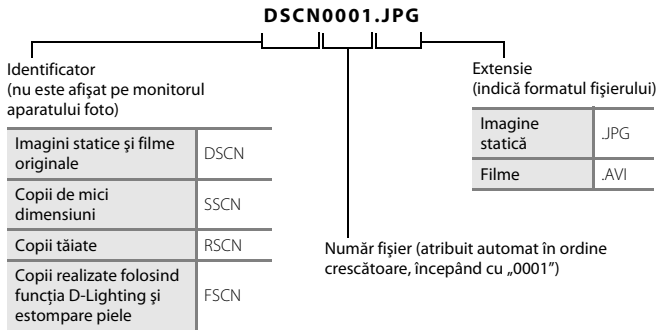 DSCN0001.JPG
Identificator
(nu este afişat pe monitorul
aparatului foto)
Imagini statice şi filme
originale
DSCN
Copii de mici
dimensiuni
SSCN
Copii tăiate
RSCN
Copii realizate folosind
funcţia D-Lighting şi
estompare piele
FSCN
Număr fişier (atribuit automat în ordine
crescătoare, începând cu „0001”)
Extensie
(indică formatul fişierului)
Imagine
statică
.JPG
Filme
.AVI